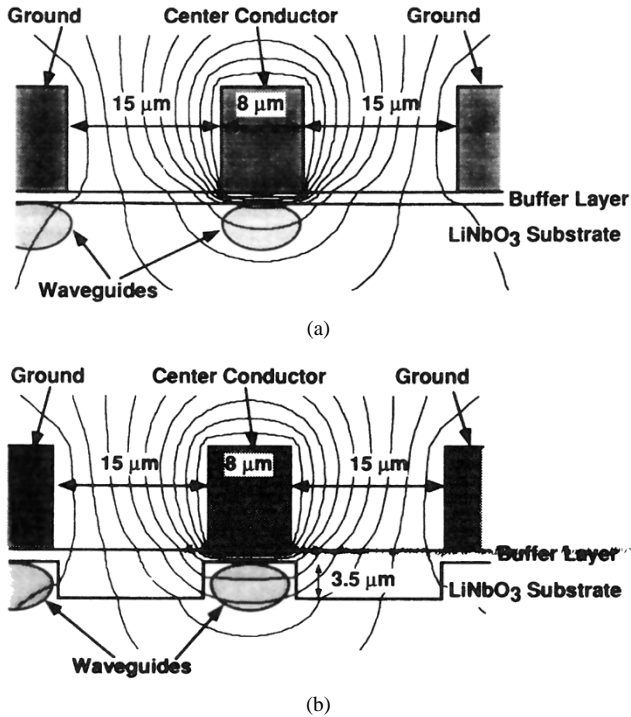 Ground Center Conductor Ground
15 μm 8 μm 15 μm
Buffer Layer
LiNbO3 Substrate
Waveguides
(a)
Ground Center Conductor Ground
15 μm 8 μm 15 μm
Buffer Layer
3.5 μm
LiNbO3 Substrate
Waveguides
(b)